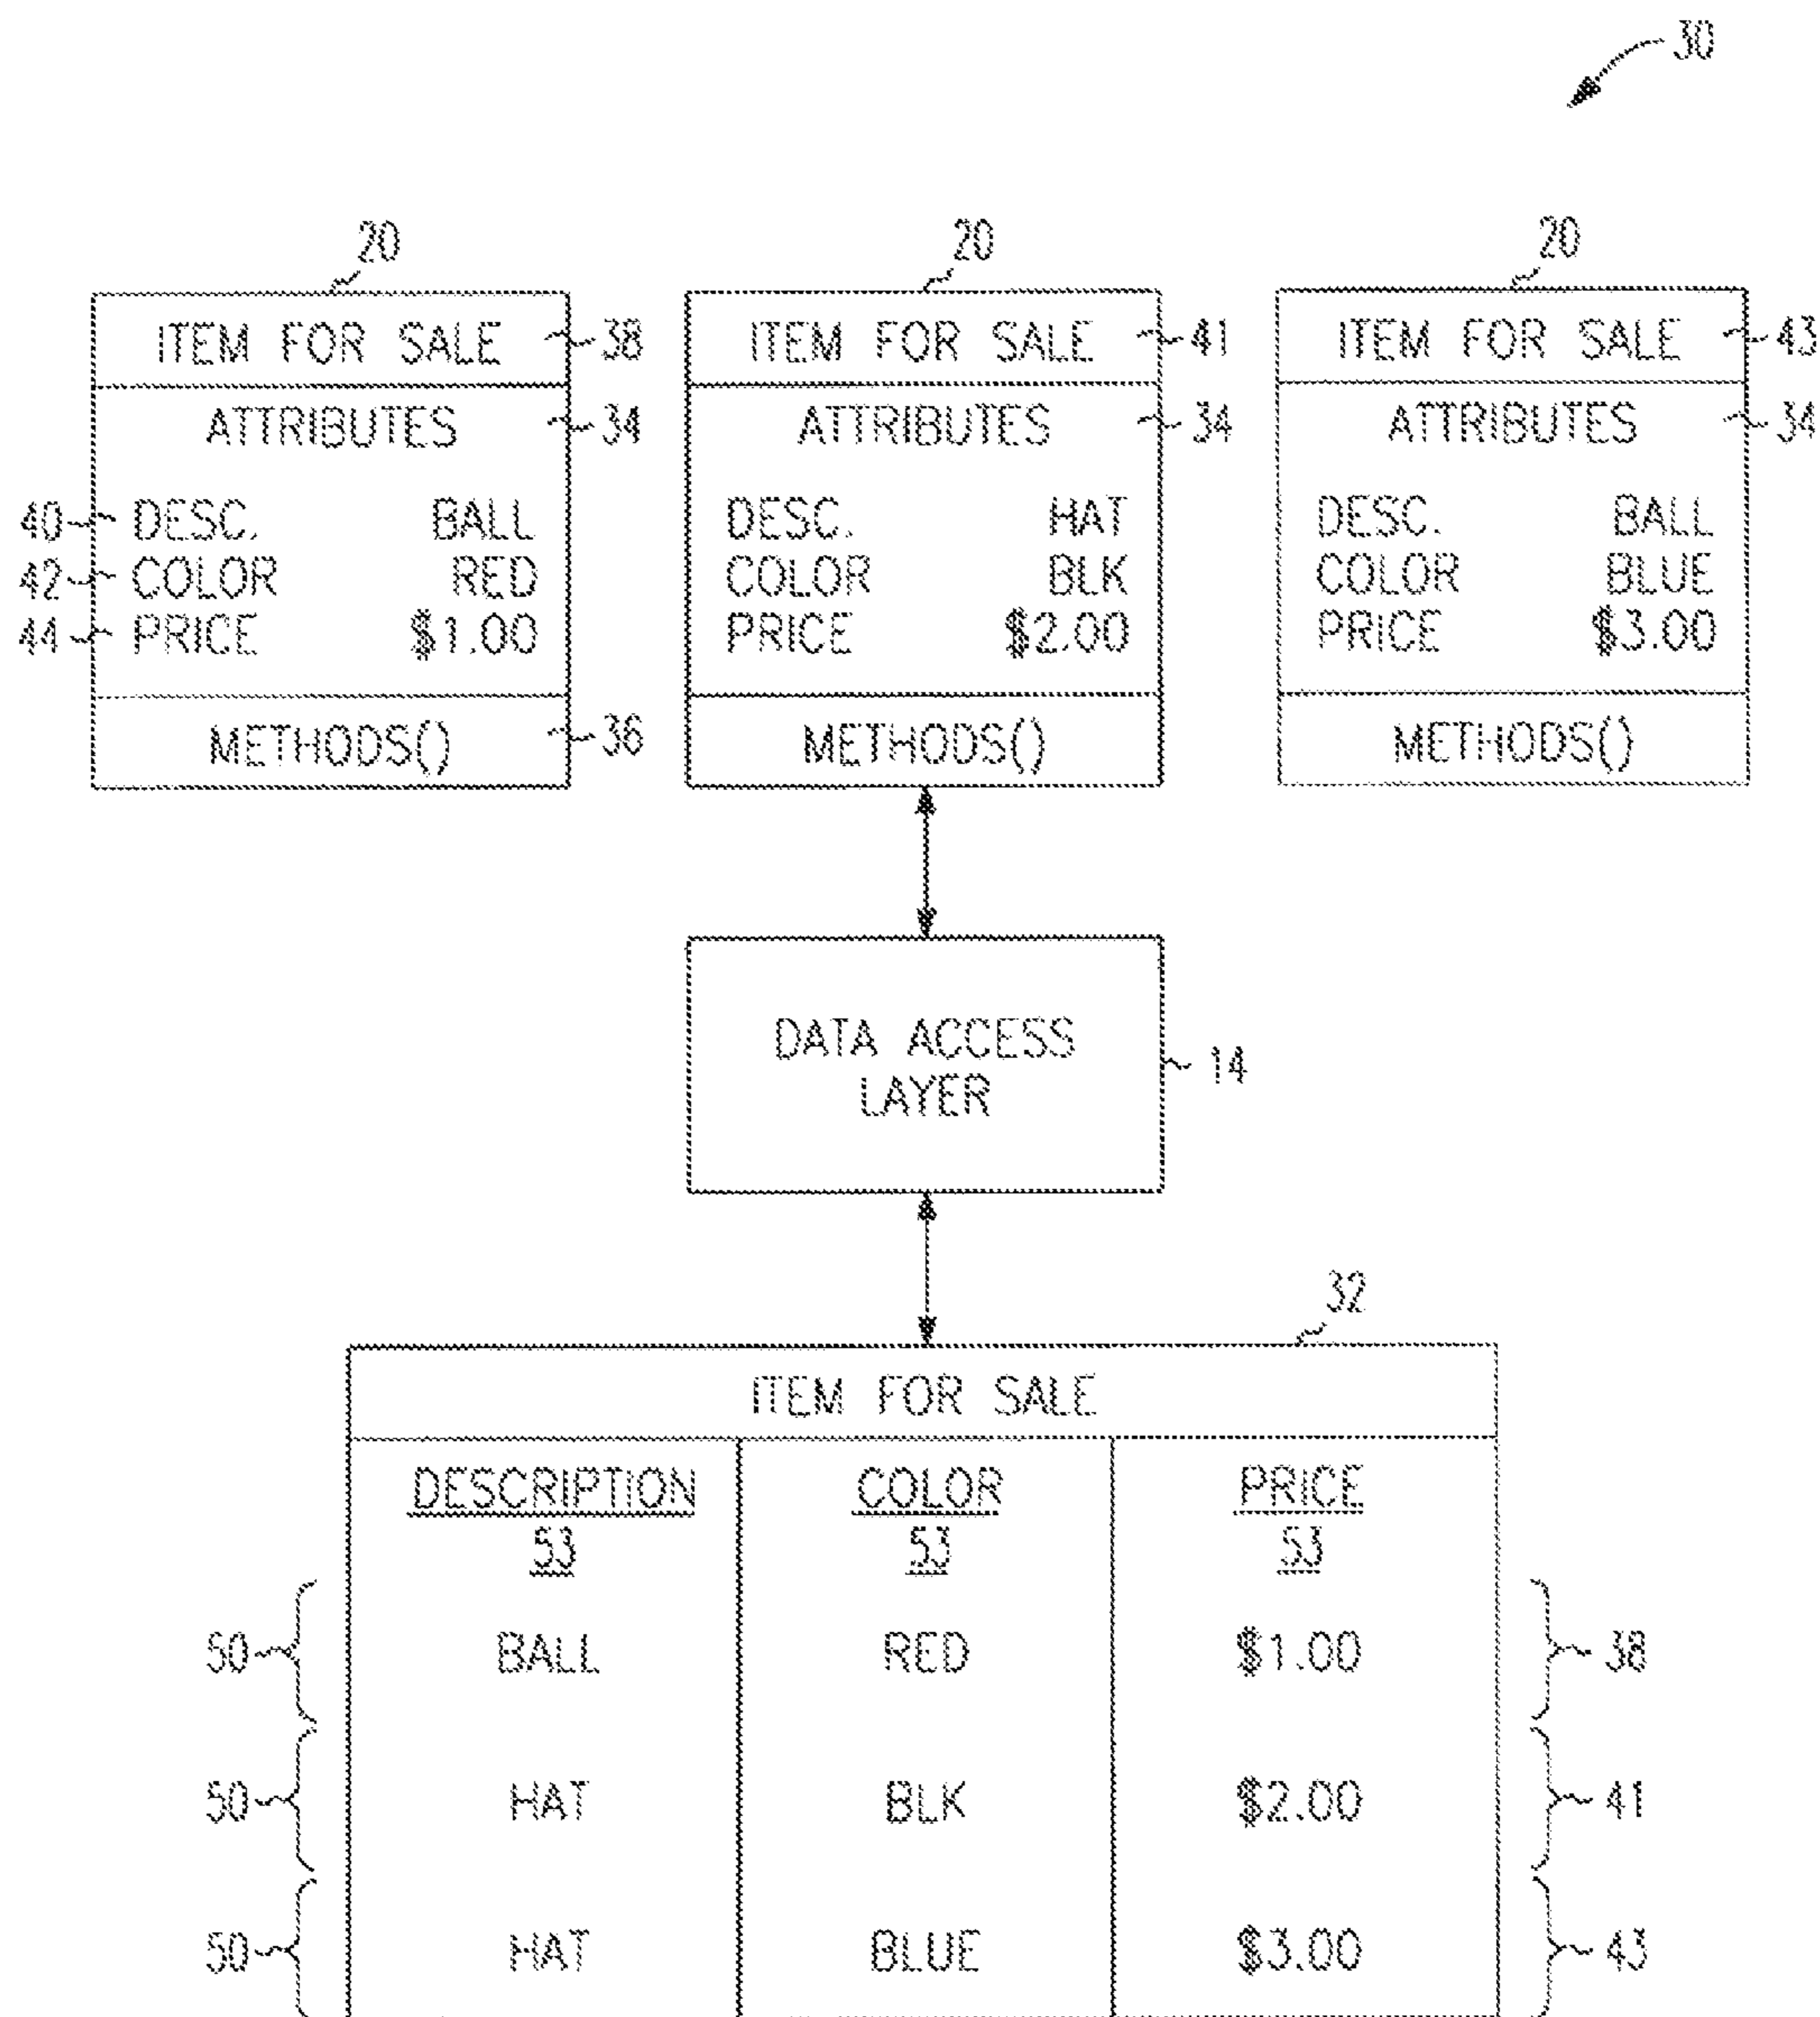 30
20 20 20
ITEM FOR SALE 38 ITEM FOR SALE 41 ITEM FOR SALE 43
ATTRIBUTES 34 ATTRIBUTES 34 ATTRIBUTES 34
40 DESC. BALL DESC. HAT DESC. BALL
42 COLOR RED COLOR BLK COLOR BLUE
44 PRICE $1.00 PRICE $2.00 PRICE $3.00
METHODS() 36 METHODS() METHODS()
DATA ACCESS
14
LAYER
32
ITEM FOR SALE
DESCRIPTION COLOR PRICE
53 53 53
50 BALL RED $1.00 38
50 HAT BLK $2.00 41
50 HAT BLUE $3.00 43